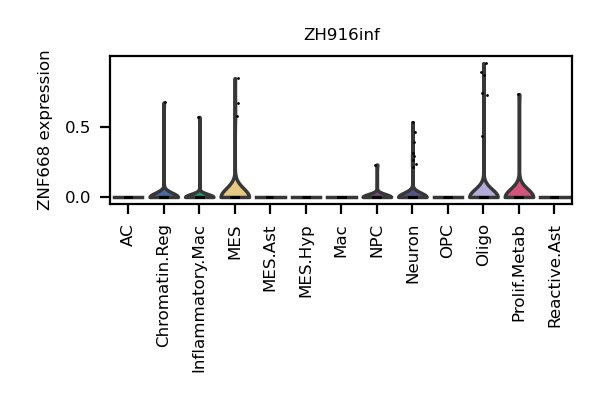 ZH916inf
ZNF668 expression
0.5
0.0
AC
Chromatin.Reg
Inflammatory.Mac
MES
MES.Ast
MES.Hyp
Mac
NPC
Neuron
OPC
Oligo
Prolif.Metab
Reactive.Ast